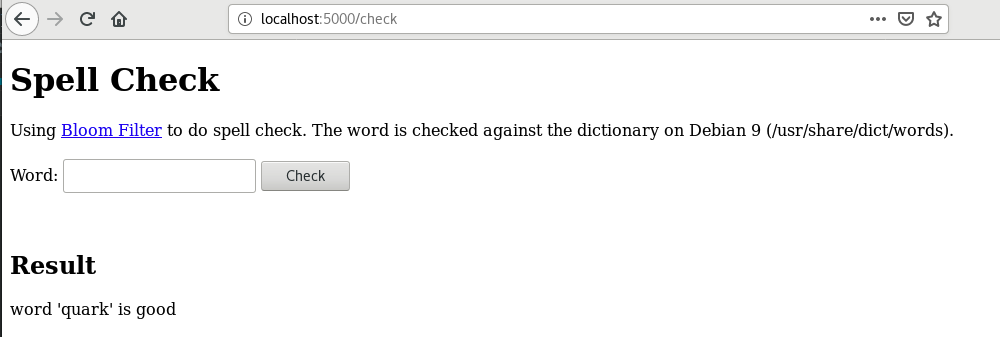 localhost:5000/check
Spell Check
Using Bloom Filter to do spell check. The word is checked against the dictionary on Debian 9 (/usr/share/dict/words).
Word: Check
Result
word 'quark' is good